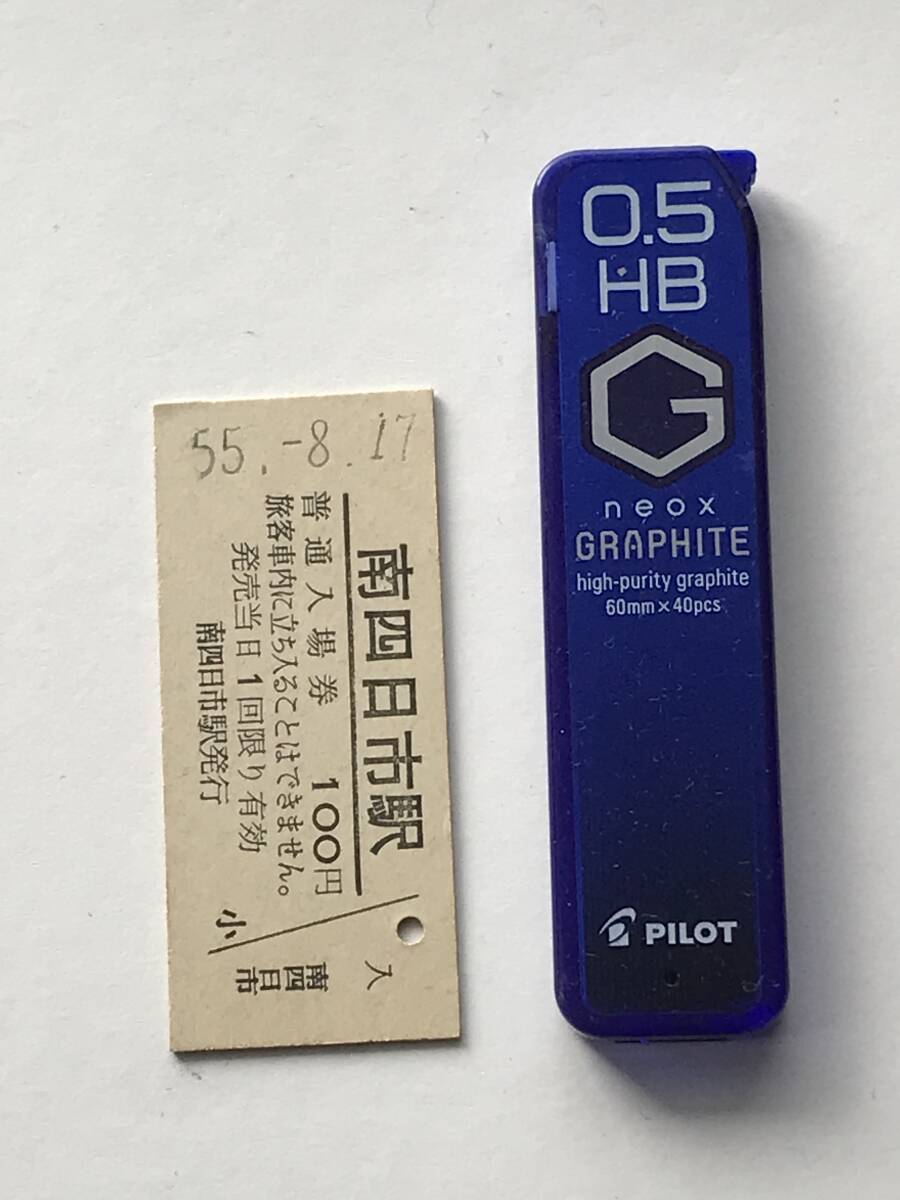 55.-8.17
南四日市駅
普通入場券 100円
旅客車内に立ち入ることはできません。
発売当日1回限り有効
南四日市駅発行
小
入
南四
日市
0.5
HB
G
neox
GRAPHITE
high-purity graphite
60mm×40pcs
PILOT